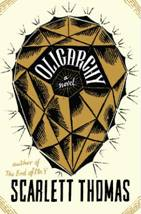 OLIGARCHY
a novel
author of
The End of Mr. Y
SCARLETT THOMAS